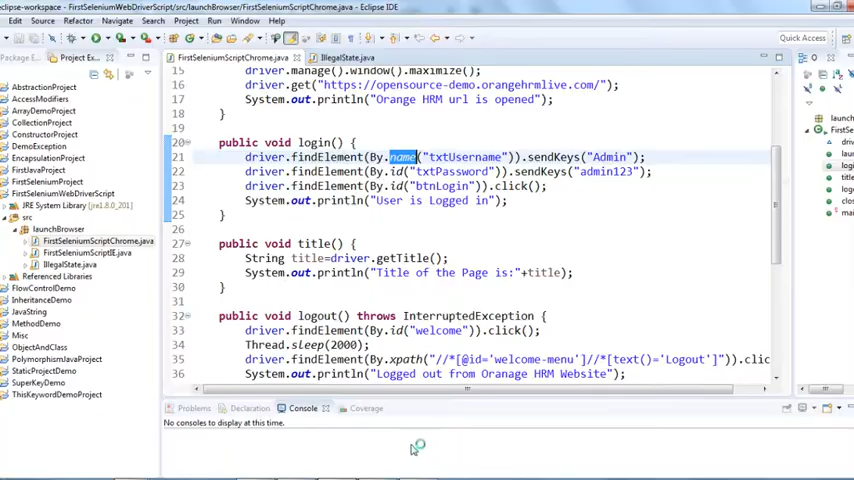 eclipse-workspace - FirstSeleniumWebDriverScript/src/launchBrowser/FirstSeleniumScriptChrome.java - Eclipse IDE
File Edit Source Refactor Navigate Search Project Run Window Help
Quick Access
Package E
Project Ex
FirstSeleniumScriptChrome.java
IllegalState.java
AbstractionProject
AccessModifiers
ArrayDemoProject
CollectionProject
ConstructorProject
DemoException
EncapsulationProject
FirstJavaProject
FirstSeleniumWebDriverScript
JRE System Library [jre1.8.0_201]
src
launchBrowser
FirstSeleniumScriptChrome.java
FirstSeleniumScriptIE.java
IllegalState.java
Referenced Libraries
FlowControlDemo
InheritanceDemo
JavaString
MethodDemo
Misc
ObjectAndClass
PolymorphismJavaProject
StaticProjectDemo
SuperKeyDemo
ThisKeywordDemoProject
15 driver.manage().window().maximize();
16 driver.get("https://opensource-demo.orangehrmlive.com/");
17 System.out.println("Orange HRM url is opened");
18 }
19
20 public void login() {
21 driver.findElement(By.name("txtUsername")).sendKeys("Admin");
22 driver.findElement(By.id("txtPassword")).sendKeys("admin123");
23 driver.findElement(By.id("btnLogin")).click();
24 System.out.println("User is Logged in");
25 }
26
27 public void title() {
28 String title=driver.getTitle();
29 System.out.println("Title of the Page is:"+title);
30 }
31
32 public void logout() throws InterruptedException {
33 driver.findElement(By.id("welcome")).click();
34 Thread.sleep(2000);
35 driver.findElement(By.xpath("//*[@id='welcome-menu']//*[text()='Logout']")).clic
36 System.out.println("Logged out from Oranage HRM Website");
launch
FirstSe
driv
laun
logi
title
logo
clos
mai
Problems
Declaration
Console
Coverage
No consoles to display at this time.